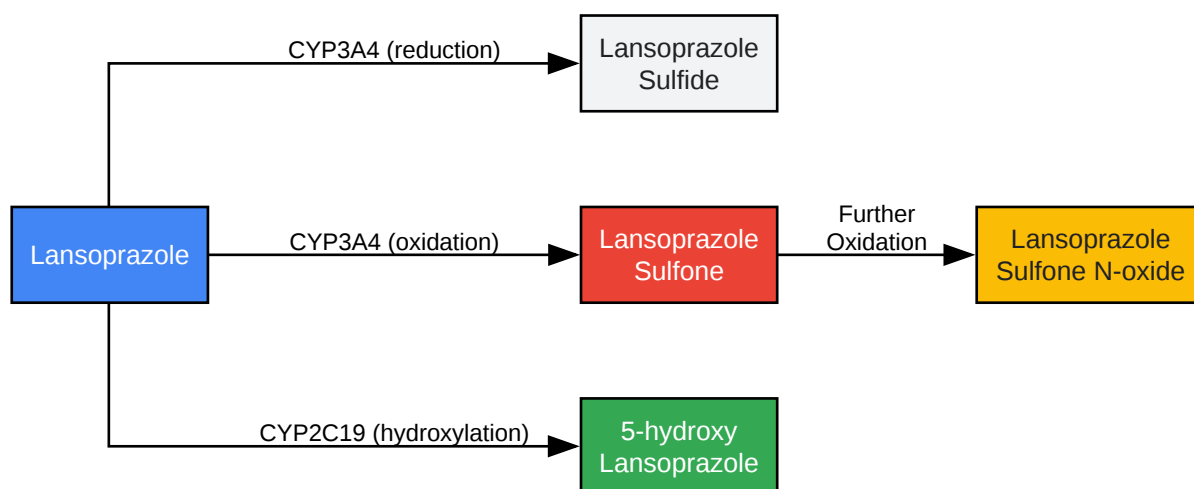 CYP3A4 (reduction)
Lansoprazole
Sulfide
Lansoprazole
CYP3A4 (oxidation)
Lansoprazole
Sulfone
Further
Oxidation
Lansoprazole
Sulfone N-oxide
CYP2C19 (hydroxylation)
5-hydroxy
Lansoprazole